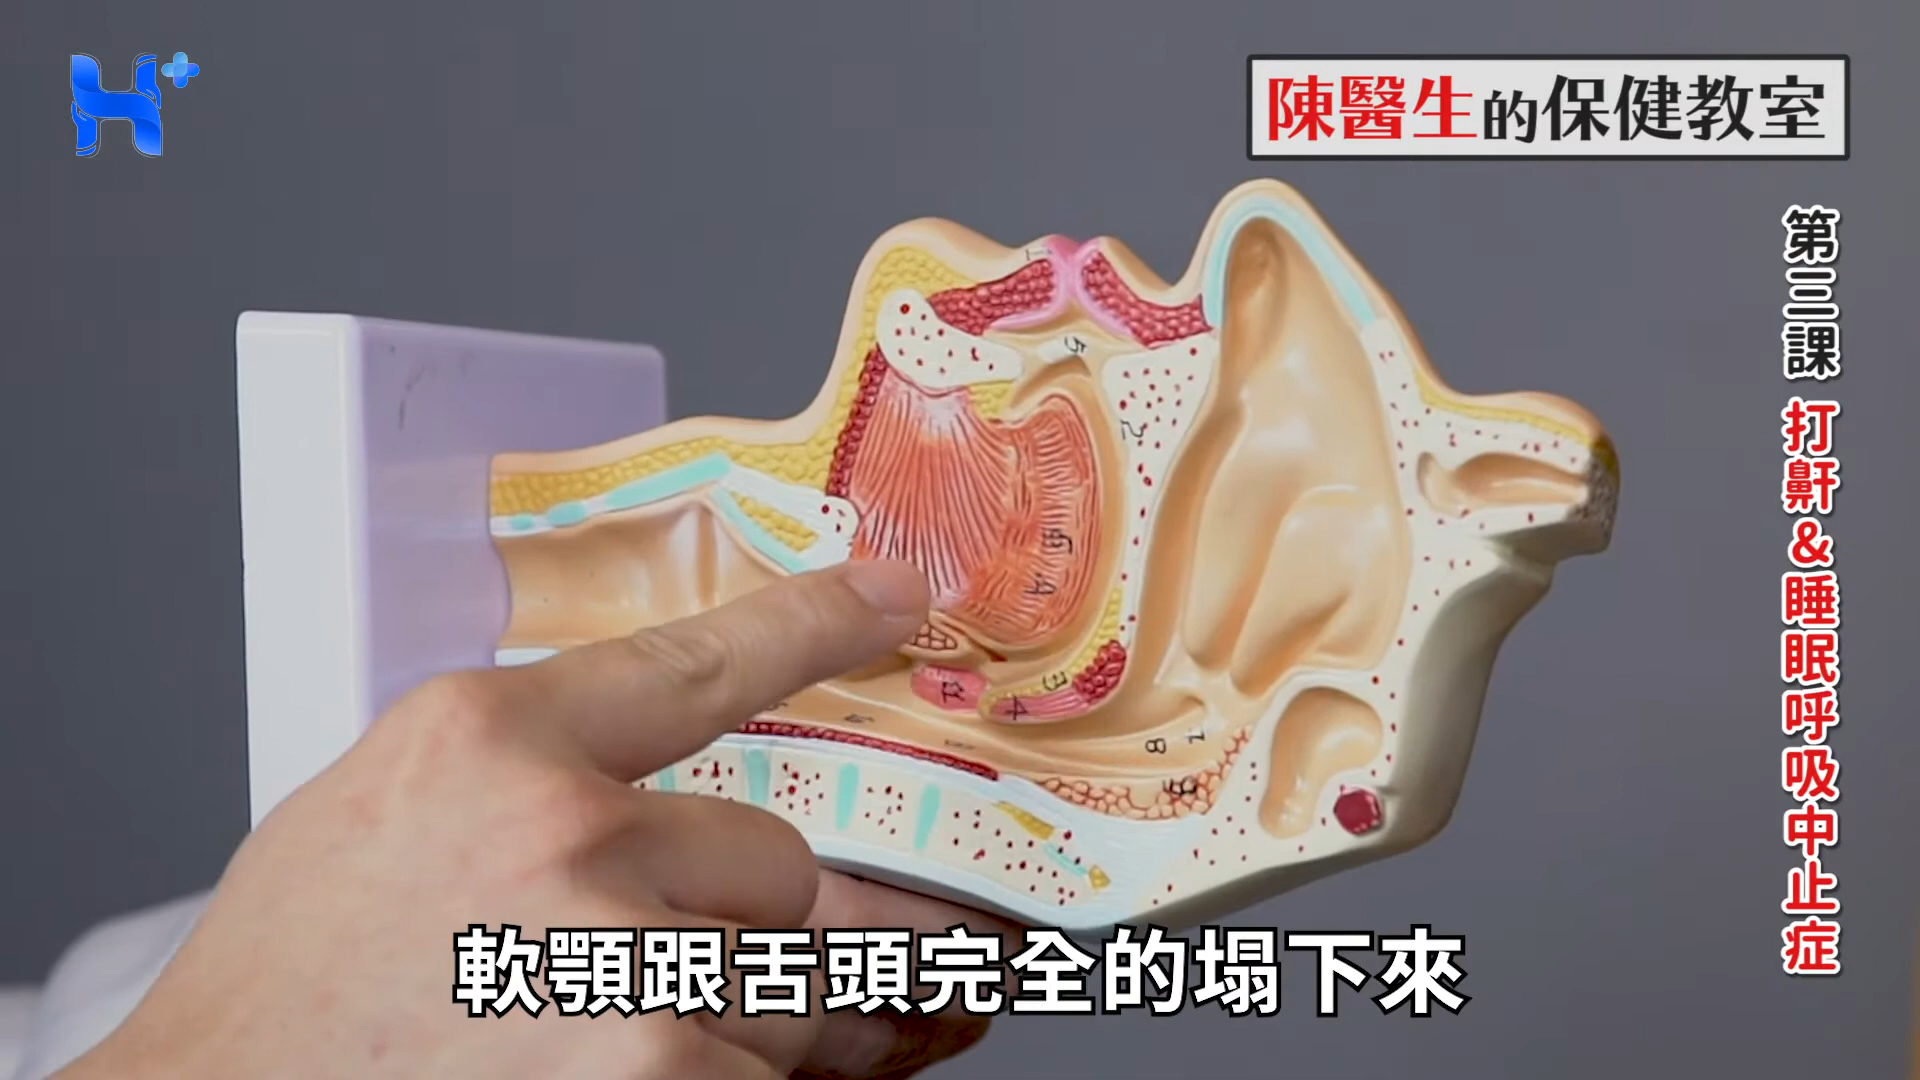 陳醫生的保健教室
第三課 打鼾&睡眠呼吸中止症
軟顎跟舌頭完全的塌下來